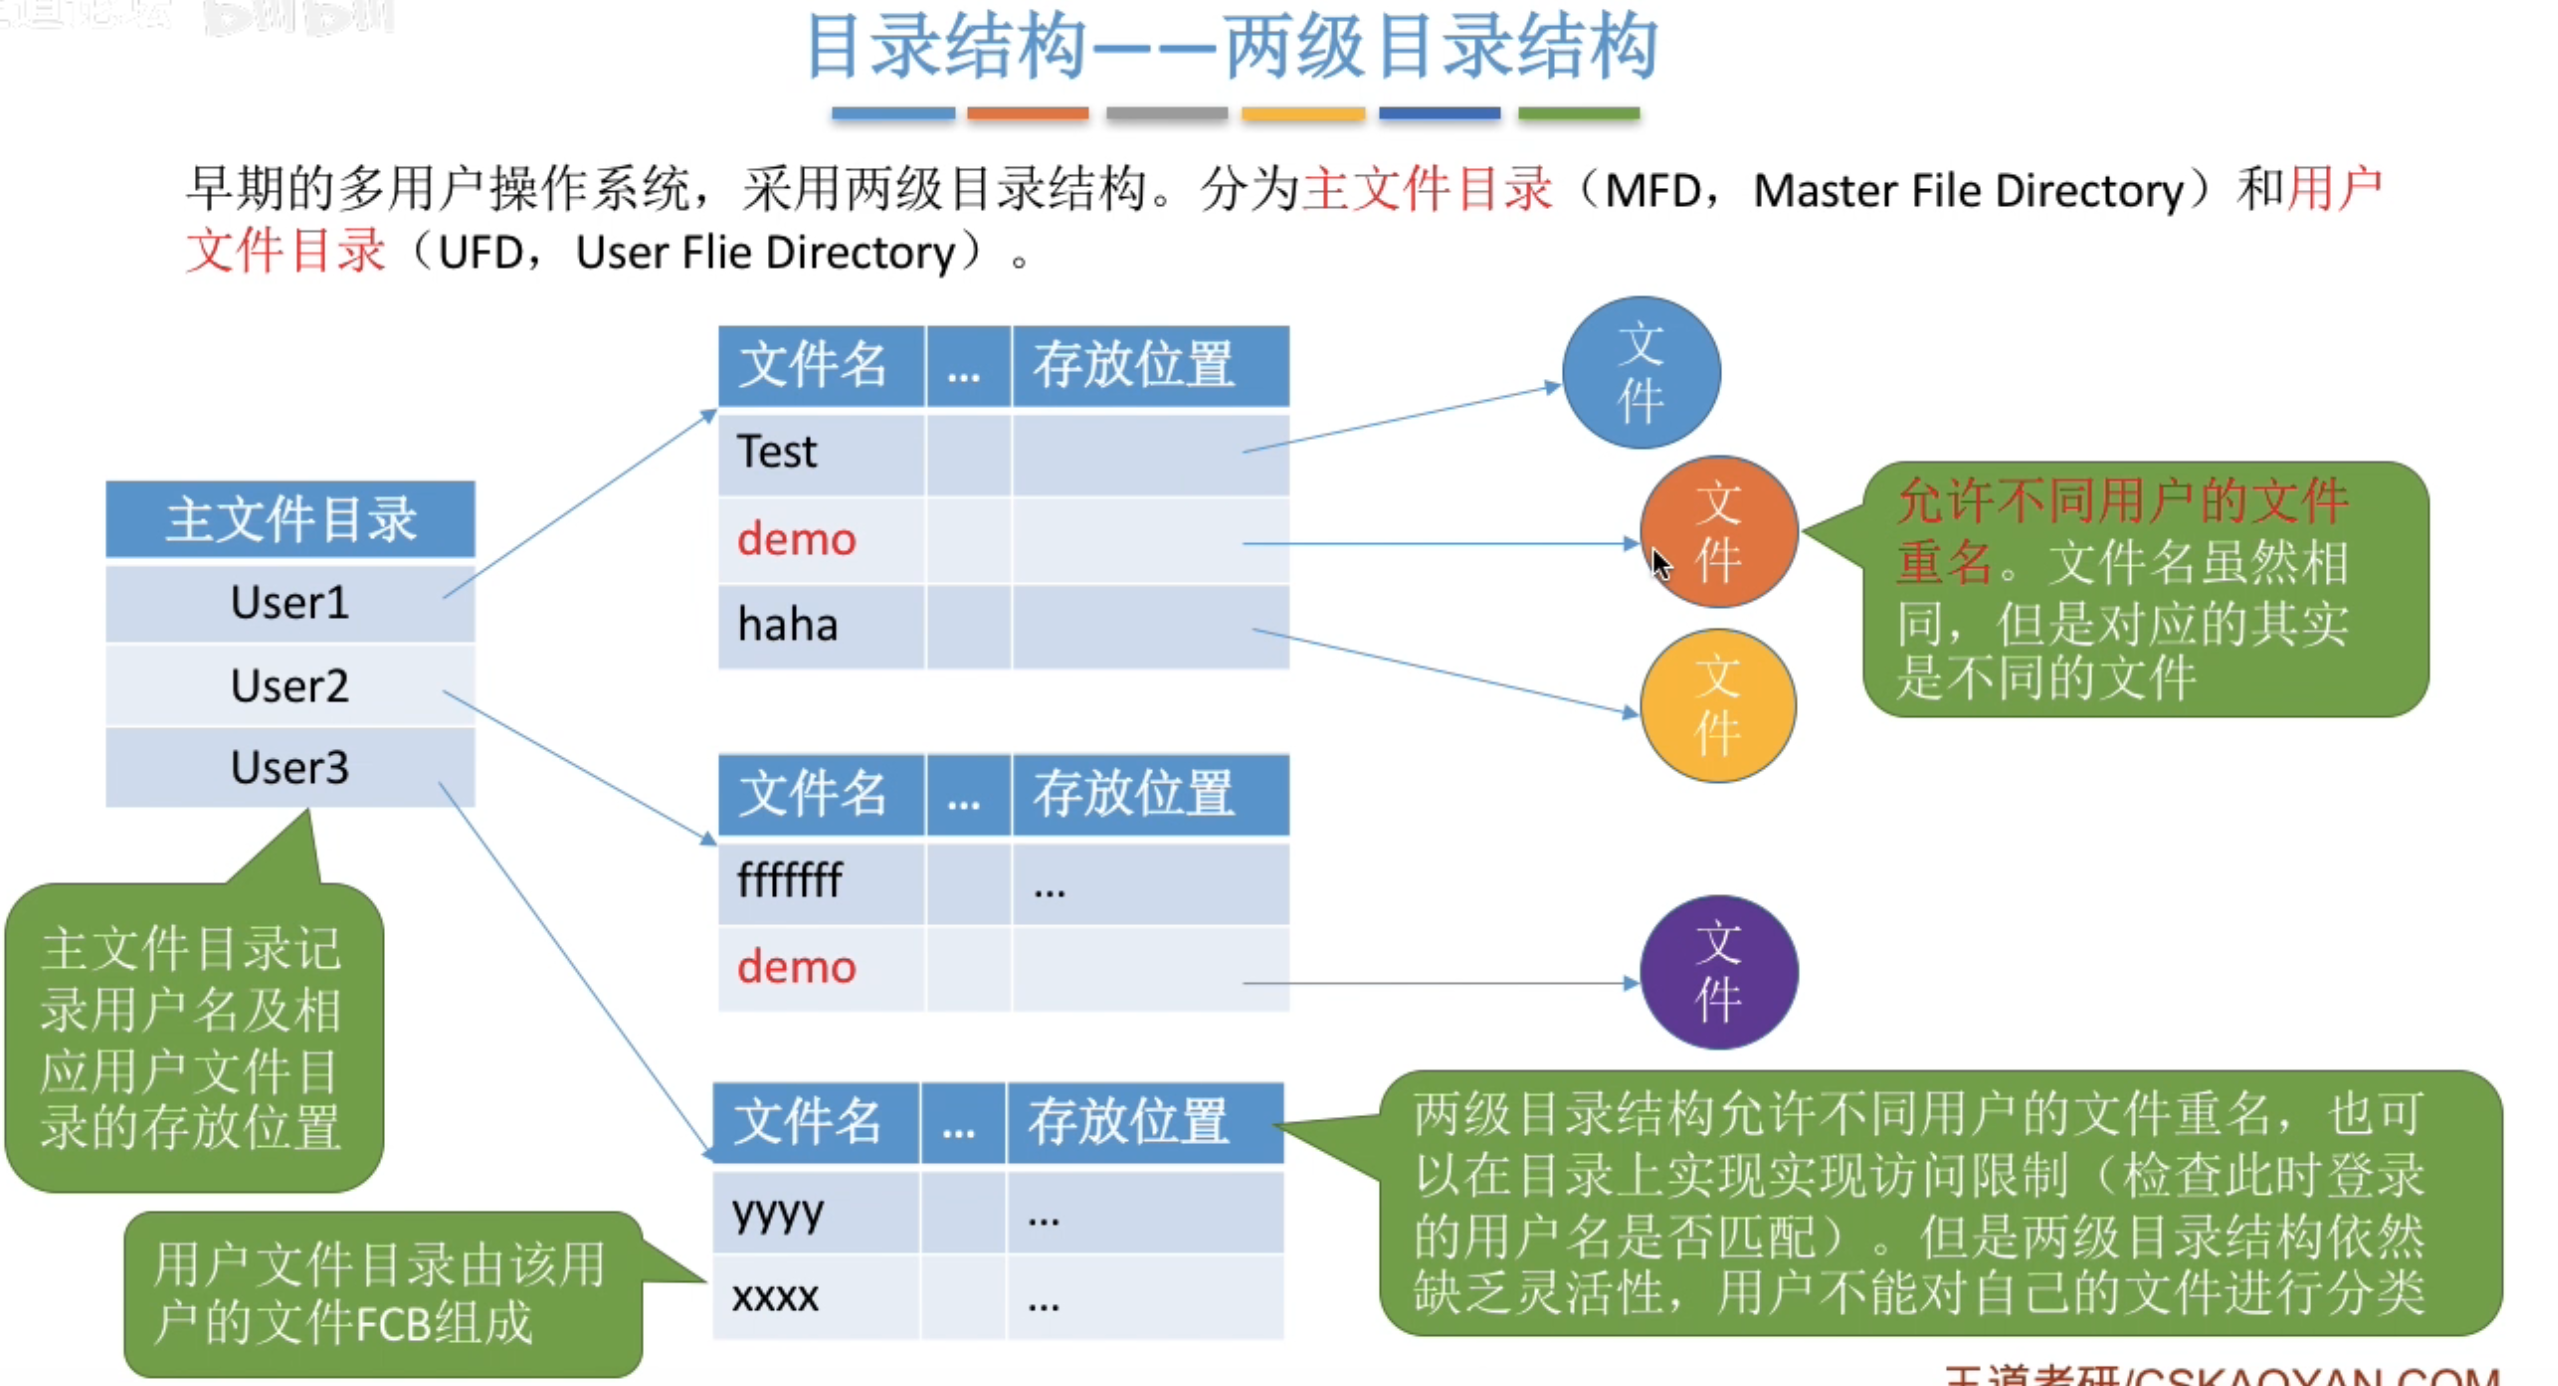 目录结构——两级目录结构
早期的多用户操作系统，采用两级目录结构。分为主文件目录（MFD，Master File Directory）和用户
文件目录（UFD，User Flie Directory）。
主文件目录
User1
User2
User3
文件名 ... 存放位置
Test
demo
haha
文件名 ... 存放位置
fffffff ...
demo
文件名 ... 存放位置
yyyy ...
xxxx ...
文
件
文
件
文
件
文
件
允许不同用户的文件
重名。文件名虽然相
同，但是对应的其实
是不同的文件
主文件目录记
录用户名及相
应用户文件目
录的存放位置
用户文件目录由该用
户的文件FCB组成
两级目录结构允许不同用户的文件重名，也可
以在目录上实现实现访问限制（检查此时登录
的用户名是否匹配）。但是两级目录结构依然
缺乏灵活性，用户不能对自己的文件进行分类
王道考研/CSKAOYAN.COM